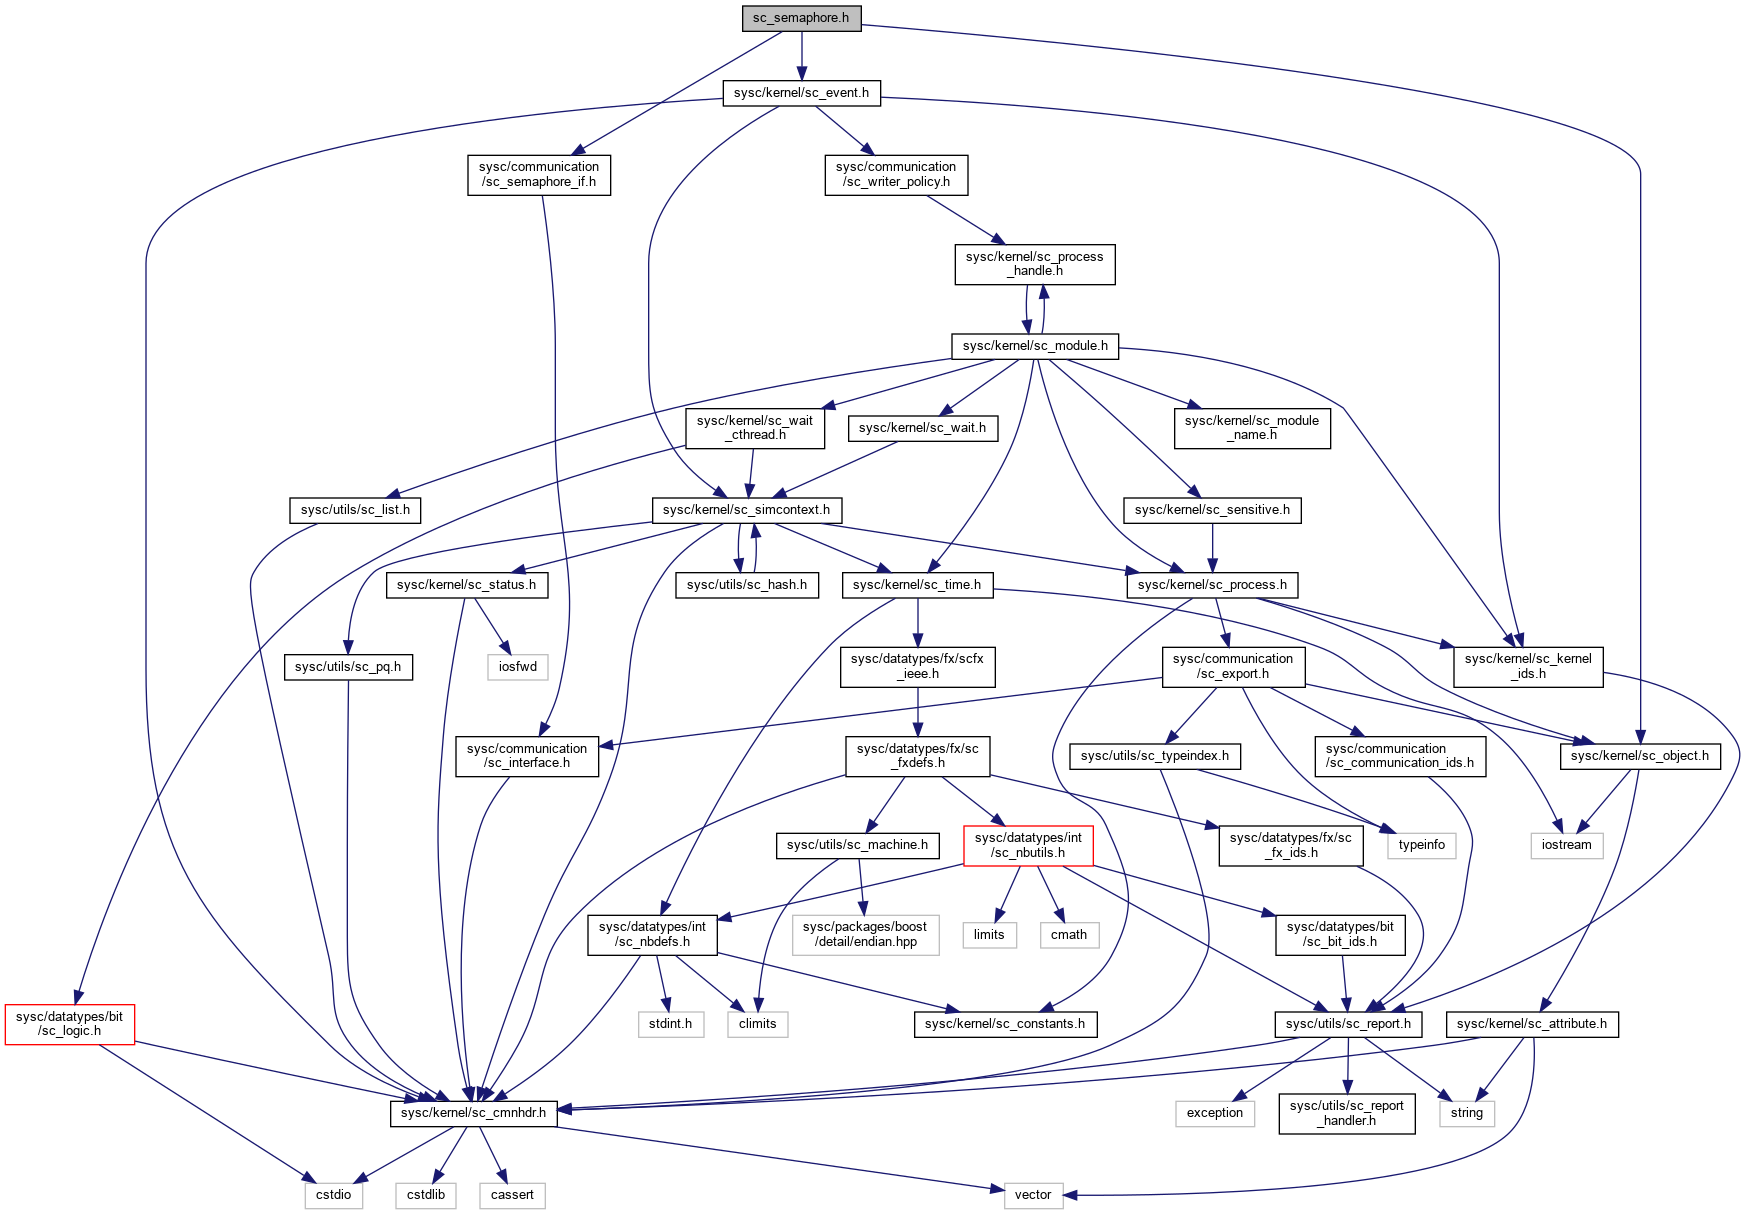 sc_semaphore.h
sysc/kernel/sc_event.h
sysc/communication
/sc_semaphore_if.h
sysc/communication
/sc_writer_policy.h
sysc/kernel/sc_process
_handle.h
sysc/kernel/sc_module.h
sysc/kernel/sc_wait
_cthread.h
sysc/kernel/sc_wait.h
sysc/kernel/sc_module
_name.h
sysc/utils/sc_list.h
sysc/kernel/sc_simcontext.h
sysc/kernel/sc_sensitive.h
sysc/kernel/sc_status.h
sysc/utils/sc_hash.h
sysc/kernel/sc_time.h
sysc/kernel/sc_process.h
sysc/utils/sc_pq.h
iosfwd
sysc/datatypes/fx/scfx
_ieee.h
sysc/communication
/sc_export.h
sysc/kernel/sc_kernel
_ids.h
sysc/communication
/sc_interface.h
sysc/datatypes/fx/sc
_fxdefs.h
sysc/utils/sc_typeindex.h
sysc/communication
/sc_communication_ids.h
sysc/kernel/sc_object.h
sysc/utils/sc_machine.h
sysc/datatypes/int
/sc_nbutils.h
sysc/datatypes/fx/sc
_fx_ids.h
typeinfo
iostream
sysc/datatypes/int
/sc_nbdefs.h
sysc/packages/boost
/detail/endian.hpp
limits
cmath
sysc/datatypes/bit
/sc_bit_ids.h
sysc/datatypes/bit
/sc_logic.h
stdint.h
climits
sysc/kernel/sc_constants.h
sysc/utils/sc_report.h
sysc/kernel/sc_attribute.h
sysc/kernel/sc_cmnhdr.h
exception
sysc/utils/sc_report
_handler.h
string
cstdio
cstdlib
cassert
vector